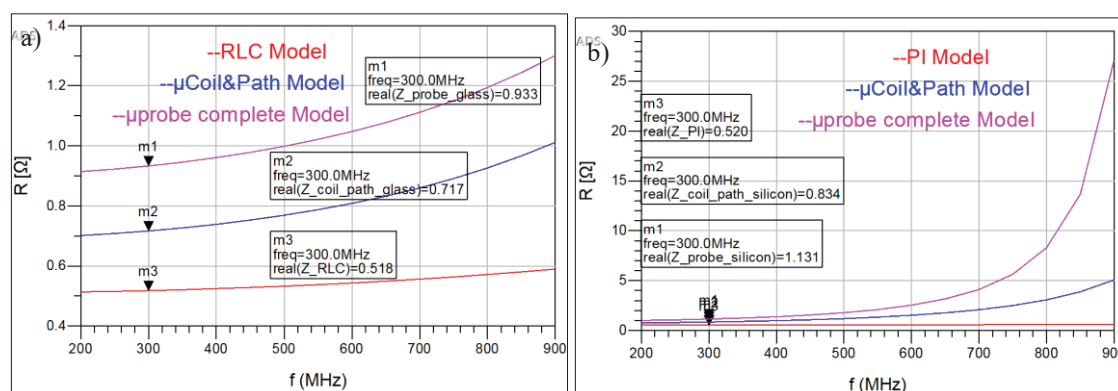 a)
ADS
--RLC Model
--µCoil&Path Model
--µprobe complete Model
m1
freq=300.0MHz
real(Z_probe_glass)=0.933
m2
freq=300.0MHz
real(Z_coil_path_glass)=0.717
m3
freq=300.0MHz
real(Z_RLC)=0.518
m1
m2
m3
R [Ω]
1.4
1.2
1.0
0.8
0.6
0.4
200 300 400 500 600 700 800 900
f (MHz)
b)
ADS
--PI Model
--µCoil&Path Model
--µprobe complete Model
m3
freq=300.0MHz
real(Z_PI)=0.520
m2
freq=300.0MHz
real(Z_coil_path_silicon)=0.834
m1
freq=300.0MHz
real(Z_probe_silicon)=1.131
R [Ω]
30
25
20
15
10
5
0
200 300 400 500 600 700 800 900
f (MHz)